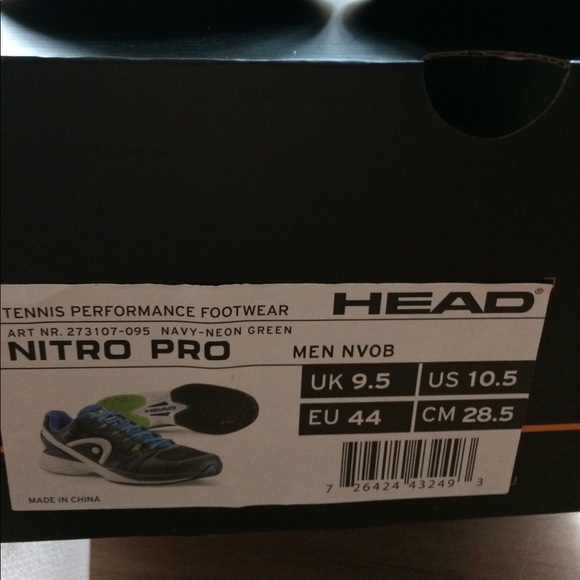 TENNIS PERFORMANCE FOOTWEAR
HEAD®
ART NR. 273107-095 NAVY-NEON GREEN
NITRO PRO
MEN NVOB
UK 9.5
US 10.5
EU 44
CM 28.5
HEAD
7 26424 43249 3
MADE IN CHINA